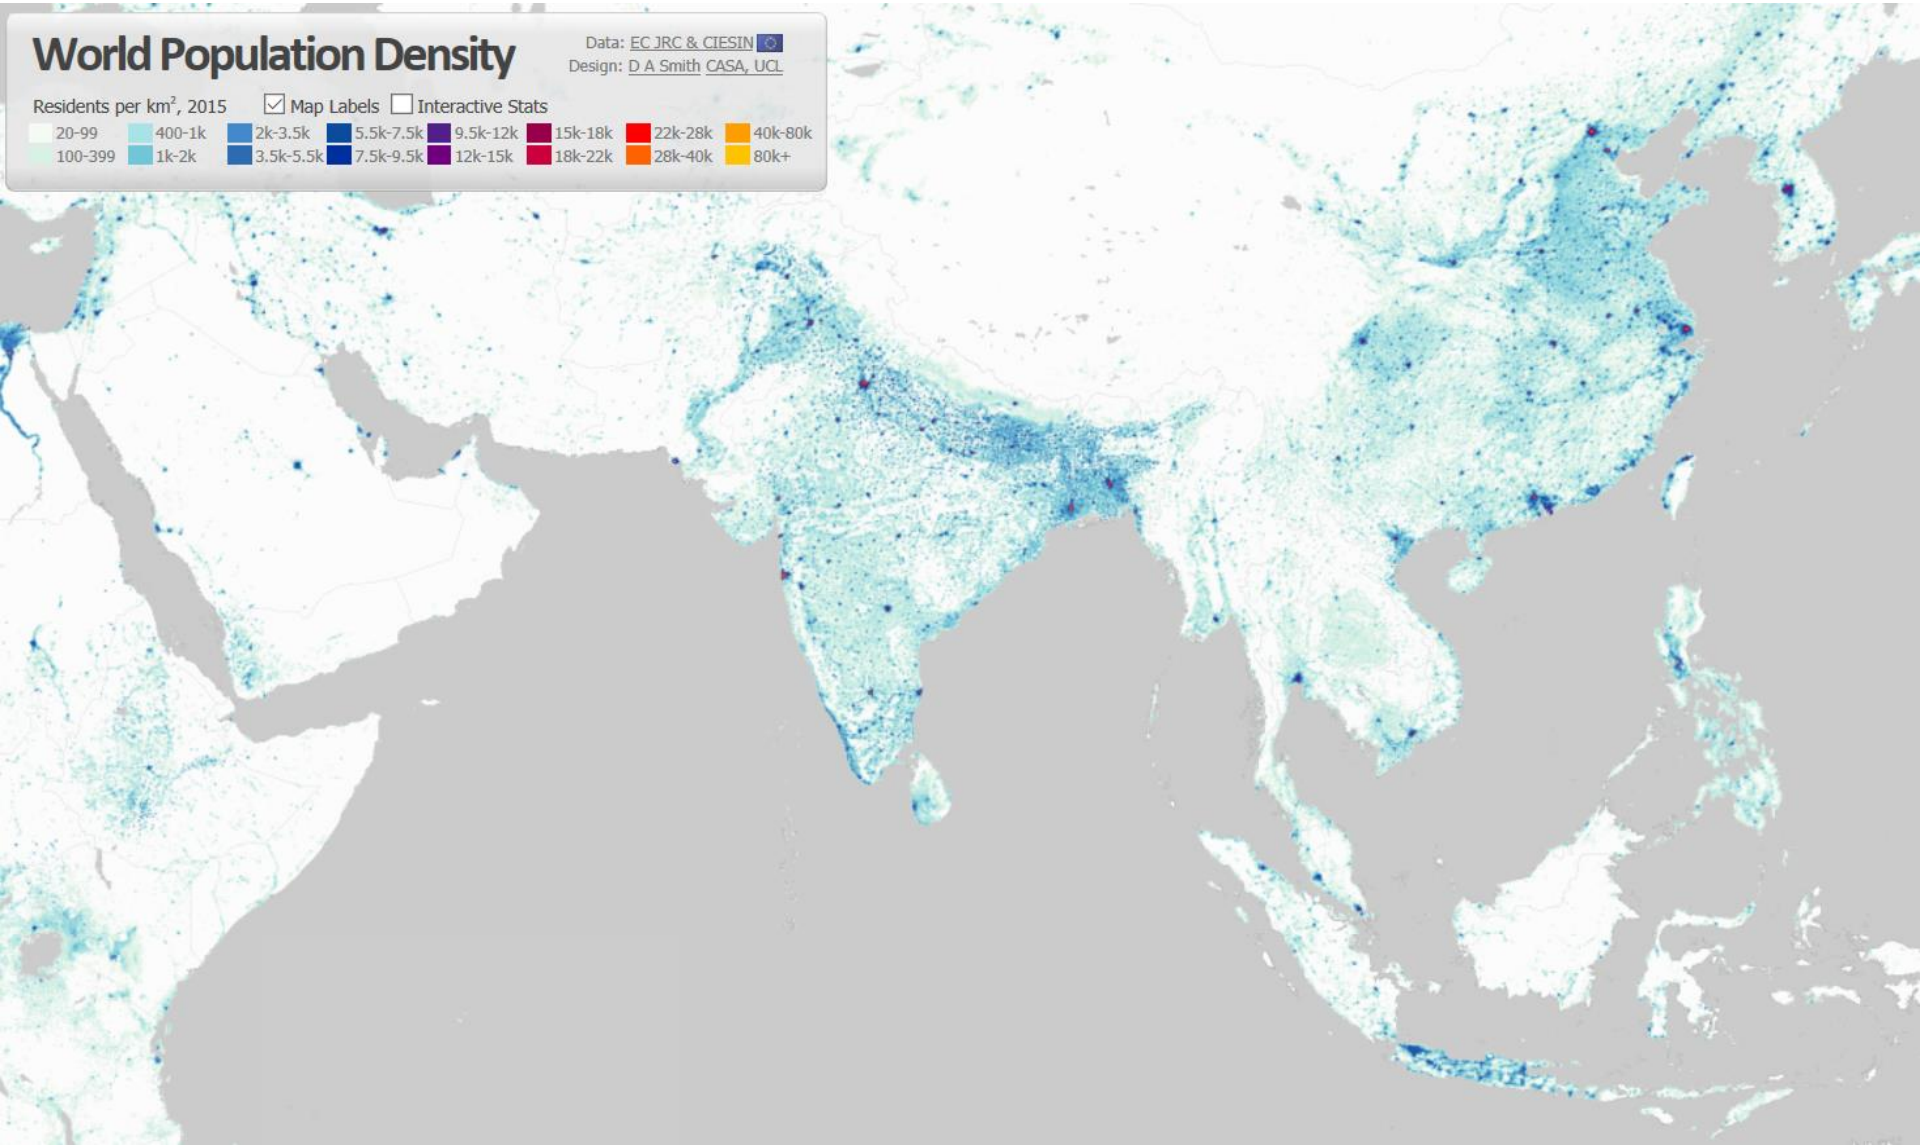 World Population Density
Data: EC JRC & CIESIN
Design: D A Smith CASA, UCL
Residents per km², 2015 Map Labels Interactive Stats
20-99 400-1k 2k-3.5k 5.5k-7.5k 9.5k-12k 15k-18k 22k-28k 40k-80k
100-399 1k-2k 3.5k-5.5k 7.5k-9.5k 12k-15k 18k-22k 28k-40k 80k+